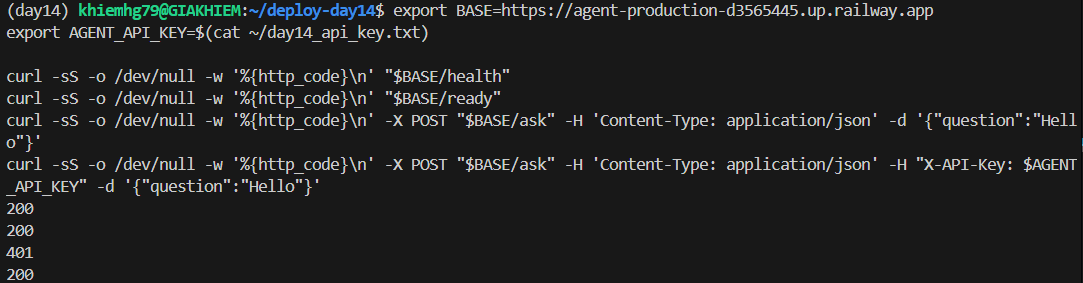 (day14) khiemhg79@GIAKHIEM:~/deploy-day14$ export BASE=https://agent-production-d3565445.up.railway.app
export AGENT_API_KEY=$(cat ~/day14_api_key.txt)
curl -sS -o /dev/null -w '%{http_code}\n' "$BASE/health"
curl -sS -o /dev/null -w '%{http_code}\n' "$BASE/ready"
curl -sS -o /dev/null -w '%{http_code}\n' -X POST "$BASE/ask" -H 'Content-Type: application/json' -d '{"question":"Hell
o"}'
curl -sS -o /dev/null -w '%{http_code}\n' -X POST "$BASE/ask" -H 'Content-Type: application/json' -H "X-API-Key: $AGENT
_API_KEY" -d '{"question":"Hello"}'
200
200
401
200